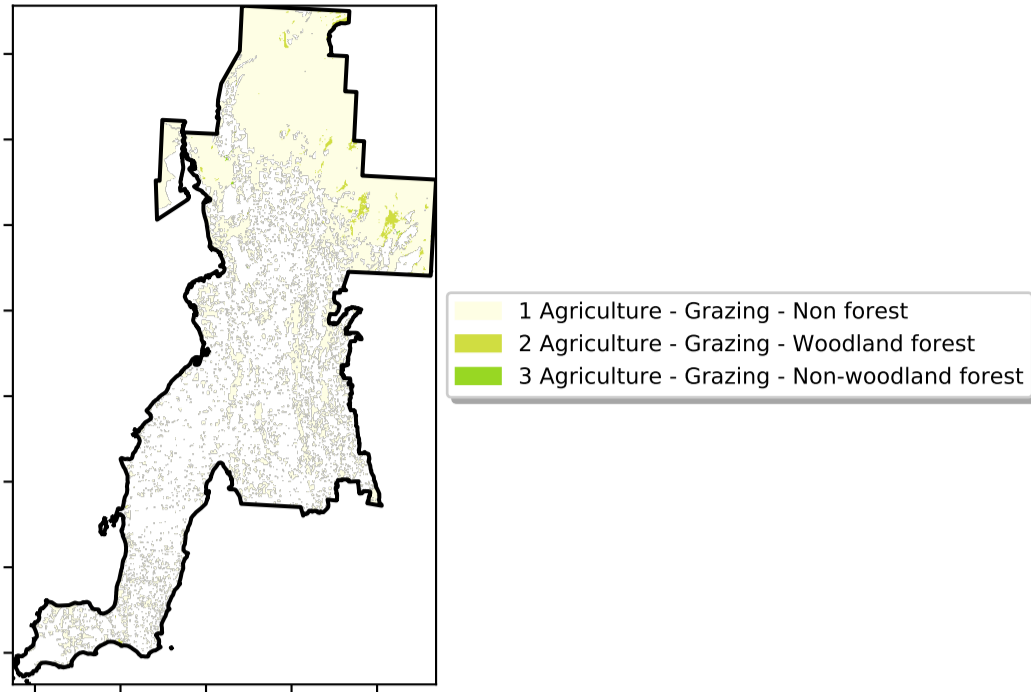 1 Agriculture - Grazing - Non forest
2 Agriculture - Grazing - Woodland forest
3 Agriculture - Grazing - Non-woodland forest